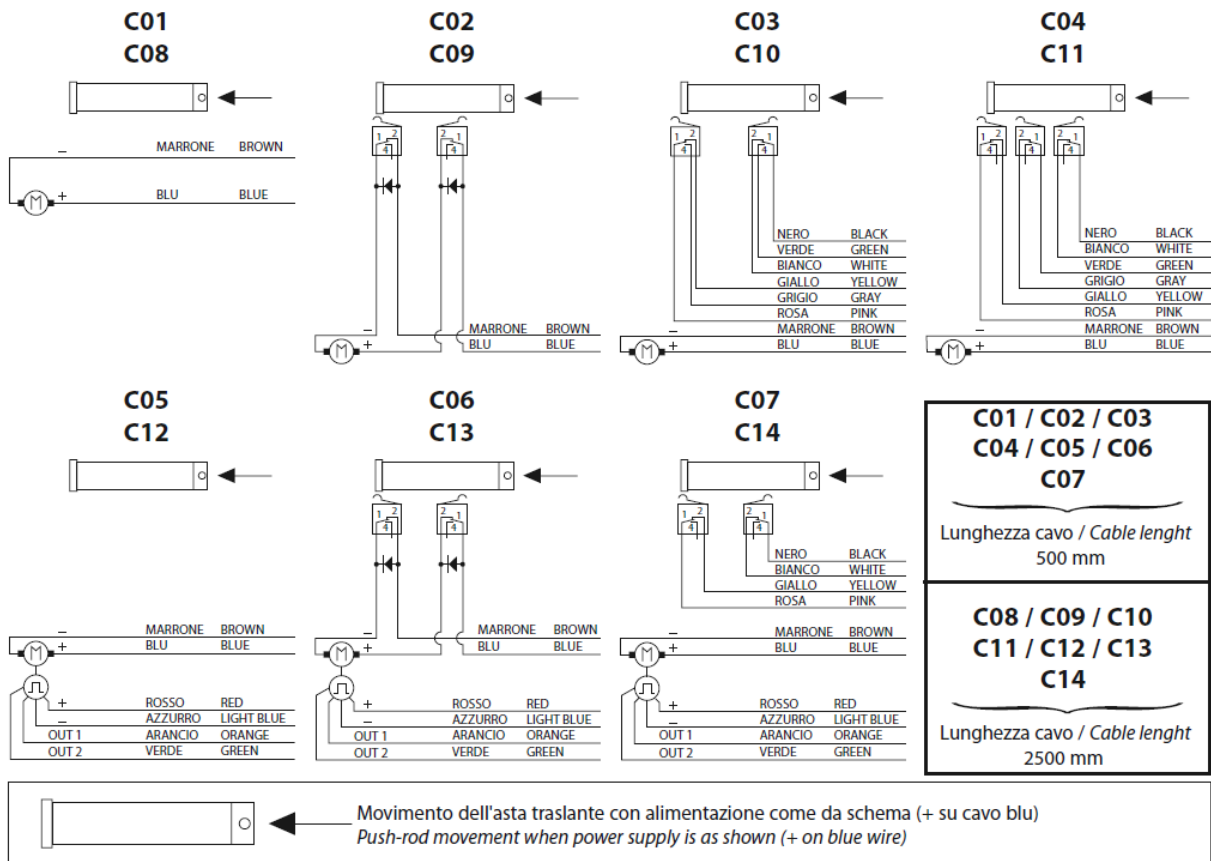 C01
C08
− MARRONE BROWN
M + BLU BLUE
C02
C09
1 2 4
2 1 4
−
M +
MARRONE BROWN
BLU BLUE
C03
C10
1 2 4
2 1 4
NERO BLACK
VERDE GREEN
BIANCO WHITE
GIALLO YELLOW
GRIGIO GRAY
ROSA PINK
− MARRONE BROWN
M + BLU BLUE
C04
C11
1 2 4
1 2 4
2 1 4
NERO BLACK
BIANCO WHITE
VERDE GREEN
GRIGIO GRAY
GIALLO YELLOW
ROSA PINK
− MARRONE BROWN
M + BLU BLUE
C05
C12
− MARRONE BROWN
M + BLU BLUE
+ ROSSO RED
− AZZURRO LIGHT BLUE
OUT 1 ARANCIO ORANGE
OUT 2 VERDE GREEN
C06
C13
1 2 4
2 1 4
− MARRONE BROWN
M + BLU BLUE
+ ROSSO RED
− AZZURRO LIGHT BLUE
OUT 1 ARANCIO ORANGE
OUT 2 VERDE GREEN
C07
C14
1 2 4
2 1 4
NERO BLACK
BIANCO WHITE
GIALLO YELLOW
ROSA PINK
− MARRONE BROWN
M + BLU BLUE
+ ROSSO RED
− AZZURRO LIGHT BLUE
OUT 1 ARANCIO ORANGE
OUT 2 VERDE GREEN
C01 / C02 / C03
C04 / C05 / C06
C07
Lunghezza cavo / Cable lenght
500 mm
C08 / C09 / C10
C11 / C12 / C13
C14
Lunghezza cavo / Cable lenght
2500 mm
Movimento dell'asta traslante con alimentazione come da schema (+ su cavo blu)
Push-rod movement when power supply is as shown (+ on blue wire)